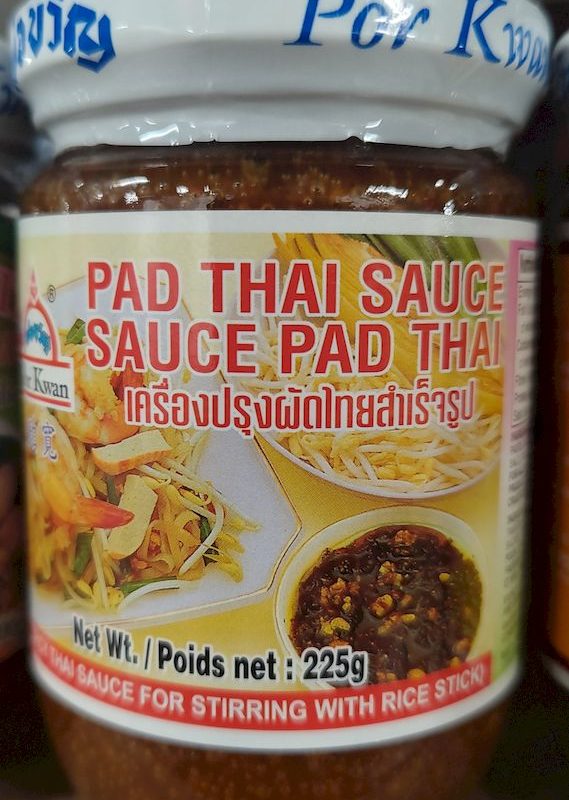 Por Kwan
PAD THAI SAUCE
SAUCE PAD THAI
เครื่องปรุงผัดไทยสำเร็จรูป
®
Kwan
寬
Net Wt. / Poids net : 225g
THAI SAUCE FOR STIRRING WITH RICE STICK)